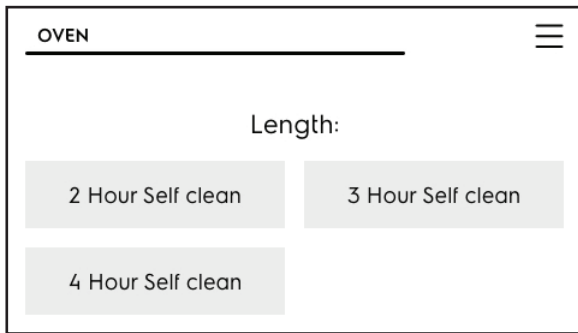 OVEN
Length:
2 Hour Self clean
3 Hour Self clean
4 Hour Self clean